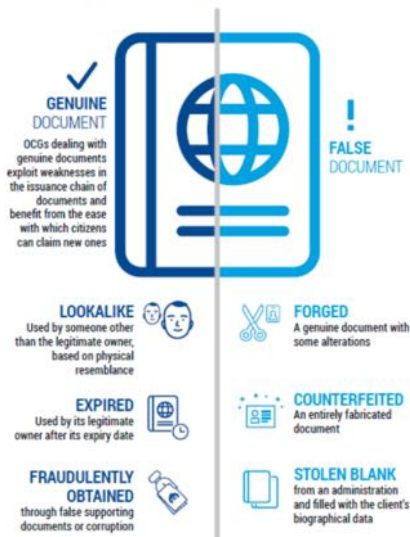 GENUINE
DOCUMENT
OCGs dealing with
genuine documents
exploit weaknesses in
the issuance chain of
documents and
benefit from the ease
with which citizens
can claim new ones
!
FALSE
DOCUMENT
LOOKALIKE
Used by someone other
than the legitimate owner,
based on physical
resemblance
EXPIRED
Used by its legitimate
owner after its expiry date
FRAUDULENTLY
OBTAINED
through false supporting
documents or corruption
FORGED
A genuine document with
some alterations
COUNTERFEITED
An entirely fabricated
document
STOLEN BLANK
from an administration
and filled with the client's
biographical data